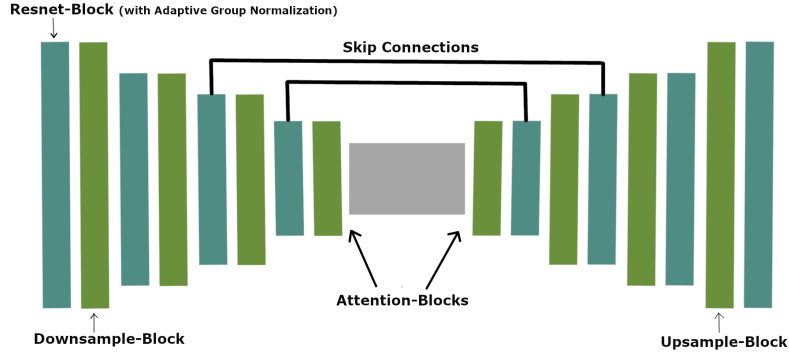 Resnet-Block (with Adaptive Group Normalization)
Skip Connections
Attention-Blocks
Downsample-Block
Upsample-Block